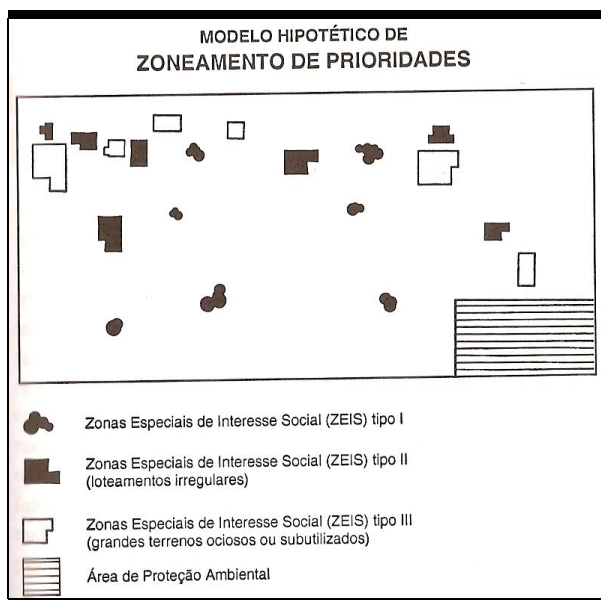 MODELO HIPOTÉTICO DE
ZONEAMENTO DE PRIORIDADES
Zonas Especiais de Interesse Social (ZEIS) tipo I
Zonas Especiais de Interesse Social (ZEIS) tipo II
(loteamentos irregulares)
Zonas Especiais de Interesse Social (ZEIS) tipo III
(grandes terrenos ociosos ou subutilizados)
Área de Proteção Ambiental